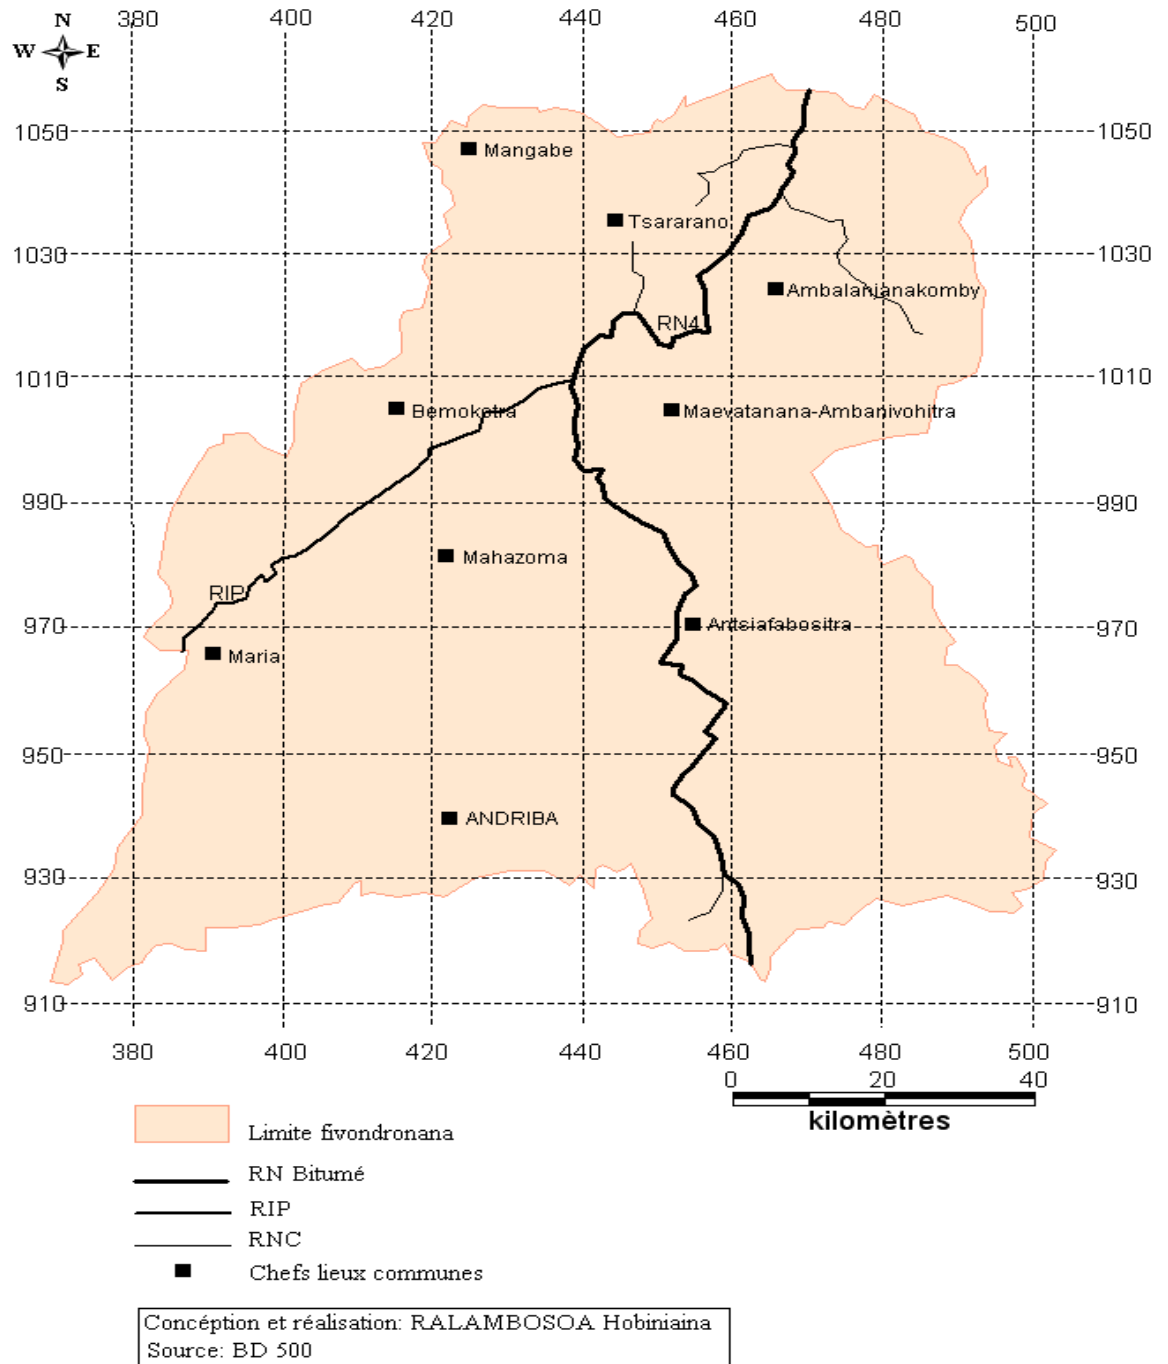 380 400 420 440 460 480 500
N
W E
S
1050 1050
Mangabe
Tsararano
1030 1030
Ambalanjanakomby
RN4
1010 1010
Bemokotra Maevatanana-Ambanivohitra
990 990
Mahazoma
RIP
970 970
Antsiafabositra
Maria
950 950
ANDRIBA
930 930
910 910
380 400 420 440 460 480 500
0 20 40
kilomètres
Limite fivondronana
RN Bitumé
RIP
RNC
Chefs lieux communes
Concéption et réalisation: RALAMBOSOA Hobiniaina
Source: BD 500